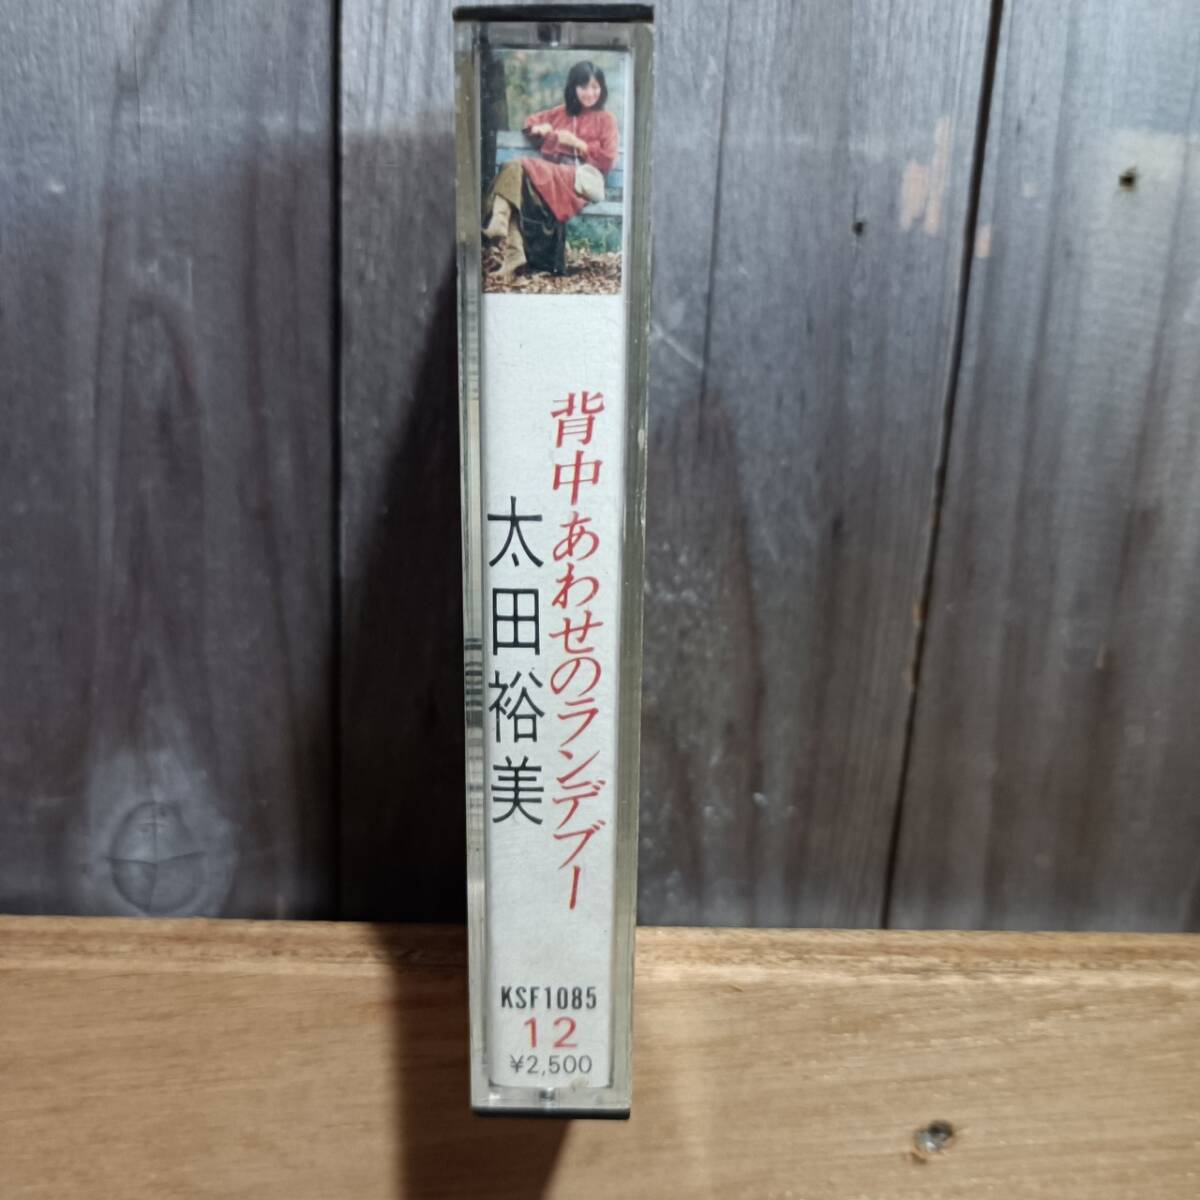 背中あわせのランデブー
太田裕美
KSF1085
12
¥2,500